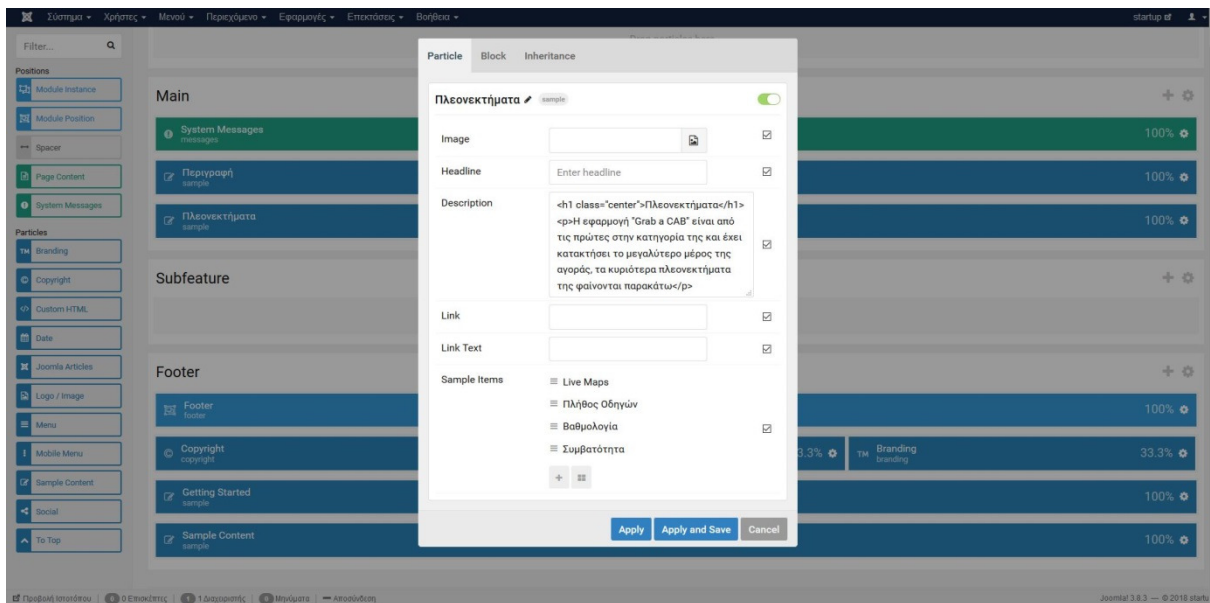 Σύστημα Χρήστες Μενού Περιεχόμενο Εφαρμογές Επεκτάσεις Βοήθεια startup
Filter...
Positions
Module Instance
Module Position
Spacer
Page Content
System Messages
Particles
Branding
Copyright
Custom HTML
Date
Joomla Articles
Logo / Image
Menu
Mobile Menu
Sample Content
Social
To Top
Main
System Messages 100%
messages
Περιγραφή 100%
sample
Πλεονεκτήματα 100%
sample
Subfeature
Footer
Footer 100%
footer
Copyright 3.3%
copyright
TM Branding 33.3%
branding
Getting Started 100%
sample
Sample Content 100%
sample
Particle Block Inheritance
Πλεονεκτήματα sample
Image
Headline Enter headline
Description <h1 class="center">Πλεονεκτήματα</h1>
<p>Η εφαρμογή "Grab a CAB" είναι από
τις πρώτες στην κατηγορία της και έχει
κατακτήσει το μεγαλύτερο μέρος της
αγοράς, τα κυριότερα πλεονεκτήματα
της φαίνονται παρακάτω</p>
Link
Link Text
Sample Items Live Maps
Πλήθος Οδηγών
Βαθμολογία
Συμβατότητα
Apply Apply and Save Cancel
Προβολή Ιστοτόπου 0 Επισκέπτες 1 Διαχειριστής Μηνύματα Αποσύνδεση Joomla! 3.8.3 — © 2018 startu